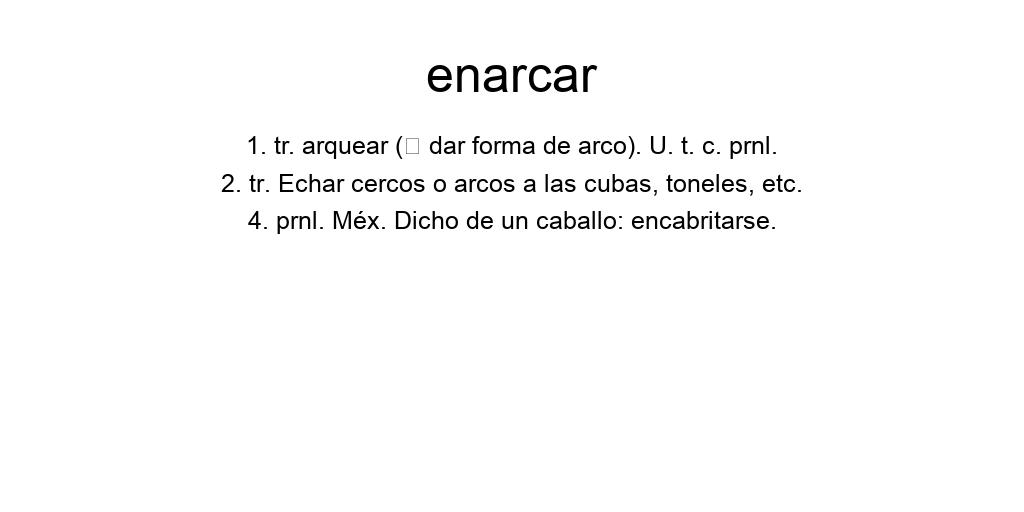 enarcar
1. tr. arquear (□ dar forma de arco). U. t. c. prnl.
2. tr. Echar cercos o arcos a las cubas, toneles, etc.
4. prnl. Méx. Dicho de un caballo: encabritarse.